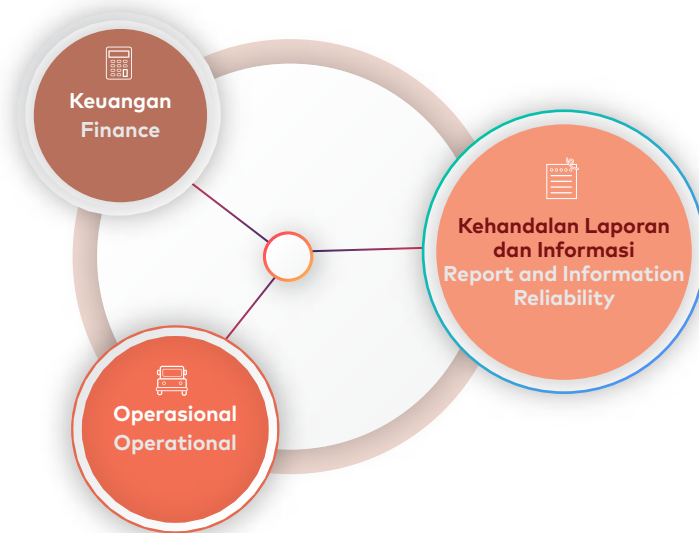 Keuangan
Finance
Kehandalan Laporan
dan Informasi
Report and Information
Reliability
Operasional
Operational